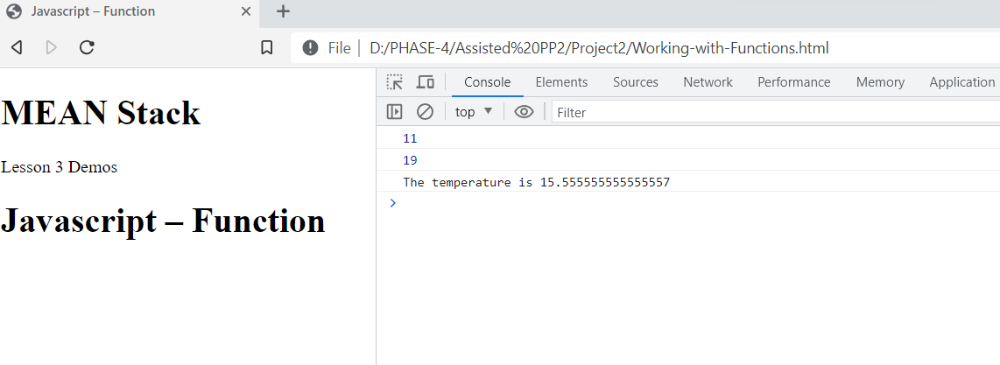 Javascript – Function
File D:/PHASE-4/Assisted%20PP2/Project2/Working-with-Functions.html
MEAN Stack
Lesson 3 Demos
Javascript – Function
Console Elements Sources Network Performance Memory Application
top Filter
11
19
The temperature is 15.555555555555557